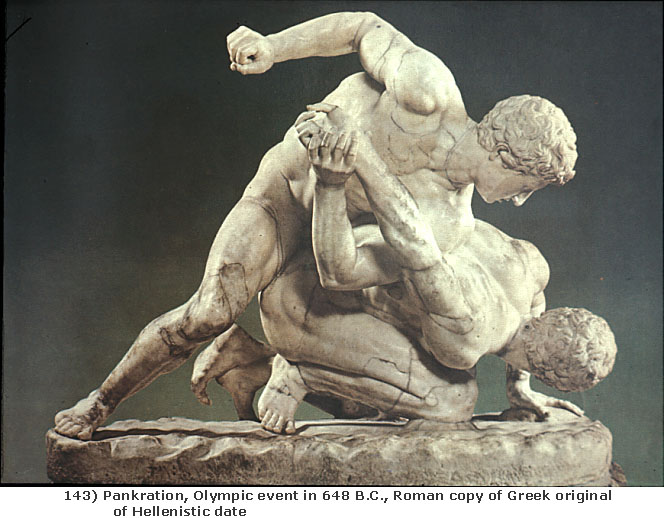 143) Pankration, Olympic event in 648 B.C., Roman copy of Greek original
of Hellenistic date